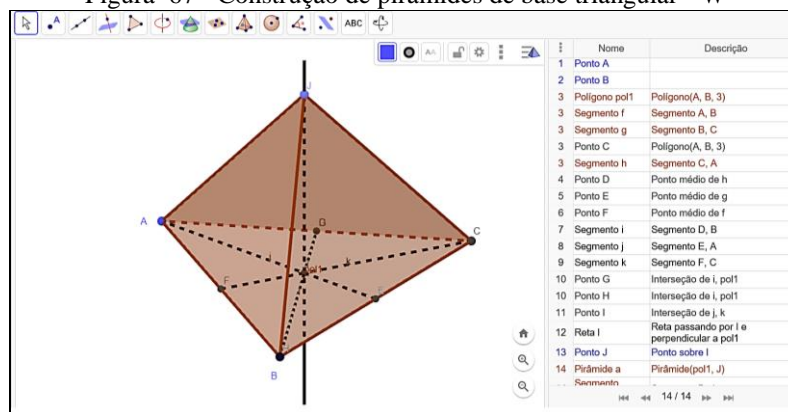 Figura 67 - Construção de pirâmides de base triangular – W
ABC
AA
Nome Descrição
1 Ponto A
2 Ponto B
3 Polígono pol1 Polígono(A, B, 3)
3 Segmento f Segmento A, B
3 Segmento g Segmento B, C
3 Ponto C Polígono(A, B, 3)
3 Segmento h Segmento C, A
4 Ponto D Ponto médio de h
5 Ponto E Ponto médio de g
6 Ponto F Ponto médio de f
7 Segmento i Segmento D, B
8 Segmento j Segmento E, A
9 Segmento k Segmento F, C
10 Ponto G Interseção de i, pol1
10 Ponto H Interseção de i, pol1
11 Ponto I Interseção de j, k
12 Reta l Reta passando por I e
perpendicular a pol1
13 Ponto J Ponto sobre l
14 Pirâmide a Pirâmide(pol1, J)
Segmento
14 / 14
J
A
G
C
j
k
pol1
F
E
B